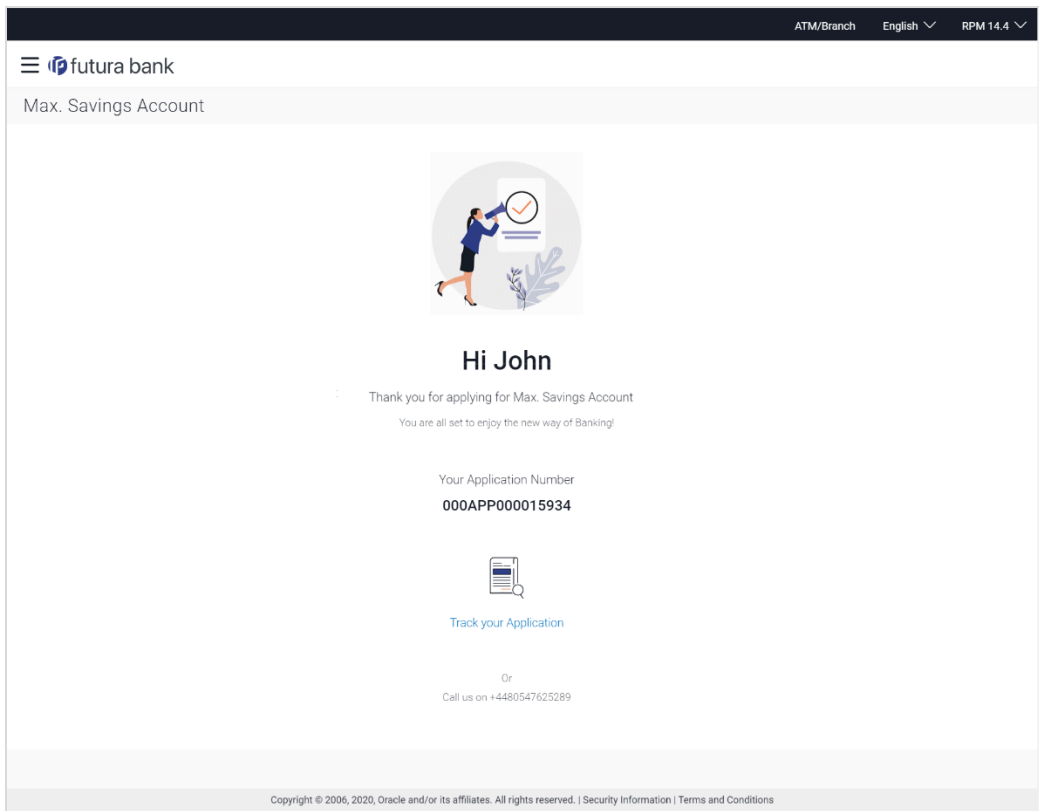 ATM/Branch English RPM 14.4
futura bank
Max. Savings Account
Hi John
Thank you for applying for Max. Savings Account
You are all set to enjoy the new way of Banking!
Your Application Number
000APP000015934
Track your Application
Or
Call us on +4480547625289
Copyright © 2006, 2020, Oracle and/or its affiliates. All rights reserved. | Security Information | Terms and Conditions